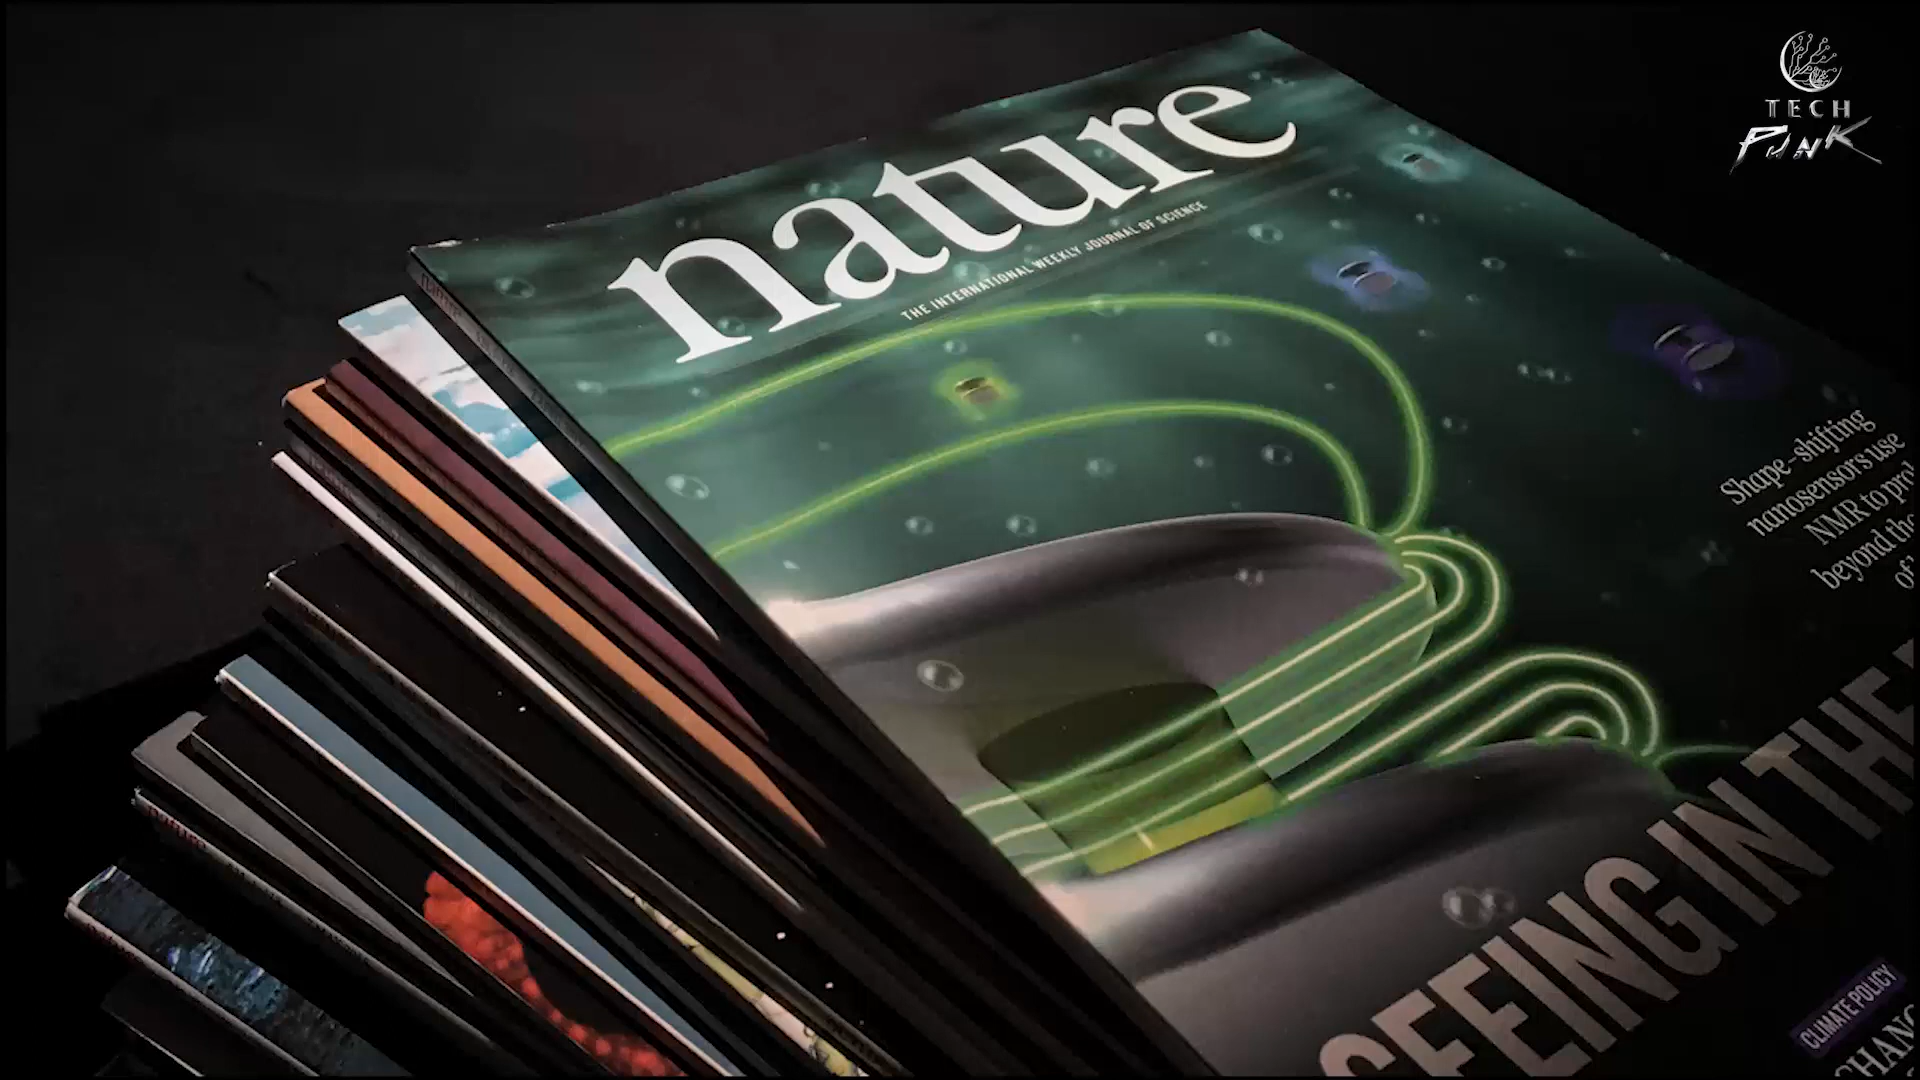 TECH
PUNK
nature
THE INTERNATIONAL WEEKLY JOURNAL OF SCIENCE
Shape-shifting
nanosensors use
NMR to
beyond
of
SEEING IN THE
CLIMATE POLICY